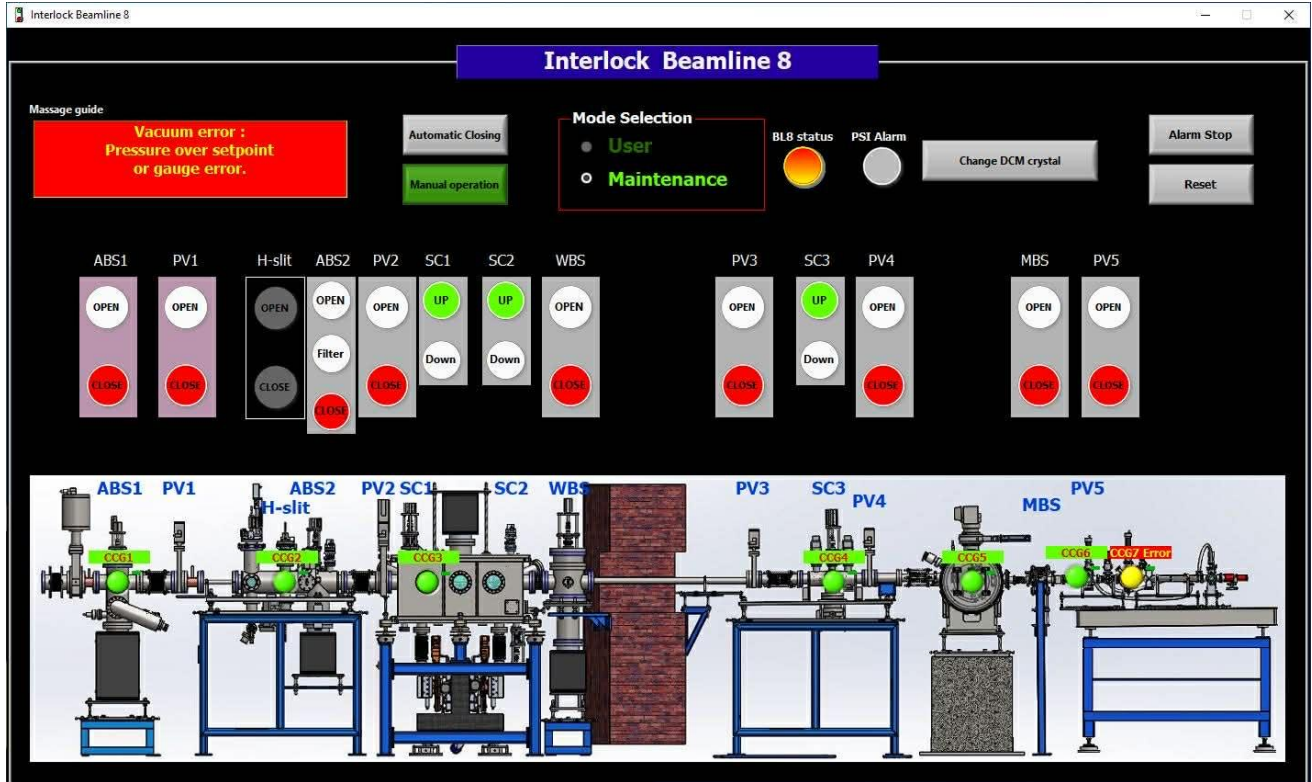 Interlock Beamline 8
Interlock Beamline 8
Massage guide
Vacuum error :
Pressure over setpoint
or gauge error.
Automatic Closing
Manual operation
Mode Selection
User
Maintenance
BL8 status
PSI Alarm
Change DCM crystal
Alarm Stop
Reset
ABS1 PV1 H-slit ABS2 PV2 SC1 SC2 WBS PV3 SC3 PV4 MBS PV5
OPEN OPEN OPEN OPEN OPEN UP UP OPEN OPEN UP OPEN OPEN OPEN
Filter Down Down Down
CLOSE CLOSE CLOSE CLOSE CLOSE CLOSE CLOSE CLOSE CLOSE CLOSE
ABS1 PV1 ABS2 PV2 SC1 SC2 WBS PV3 SC3 PV5
H-slit PV4 MBS
CCG1 CCG2 CCG3 CCG4 CCG5 CCG6 CCG7 Error